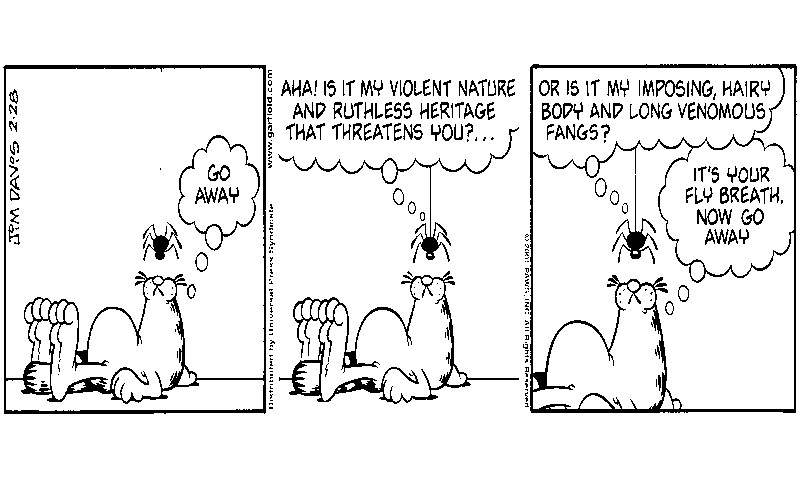 JIM DAVIS 2-28
GO
AWAY
www.garfield.com
Distributed by Universal Press Syndicate
AHA! IS IT MY VIOLENT NATURE
AND RUTHLESS HERITAGE
THAT THREATENS YOU?...
OR IS IT MY IMPOSING, HAIRY
BODY AND LONG VENOMOUS
FANGS?
IT'S YOUR
FLY BREATH.
NOW GO
AWAY
PAWS, INC. All Rights Reserved